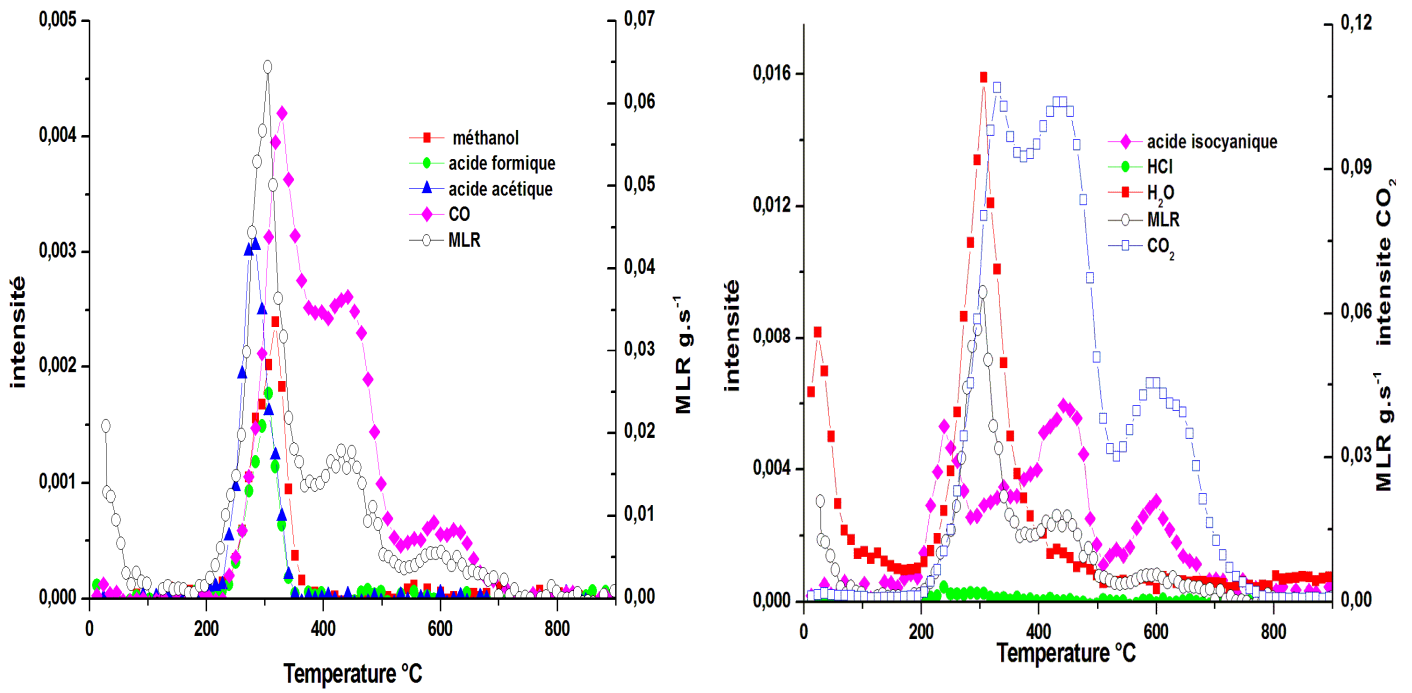 0,005
0,004
0,003
0,002
0,001
0,000
intensité
0,07
0,06
0,05
0,04
0,03
0,02
0,01
0,00
MLR g.s-1
0
200
400
600
800
Temperature °C
méthanol
acide formique
acide acétique
CO
MLR
0,016
0,012
0,008
0,004
0,000
intensité
0,12
0,09
0,06
0,03
0,00
MLR g.s-1 intensite CO2
0
200
400
600
800
Temperature °C
acide isocyanique
HCl
H2O
MLR
CO2